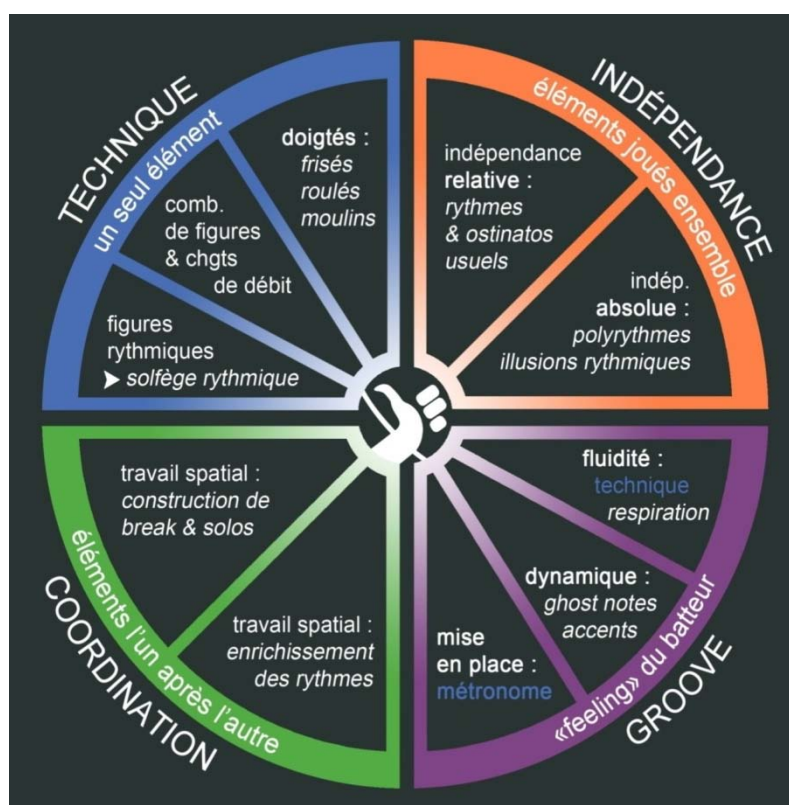 TECHNIQUE
un seul élément
doigtés :
frisés
roulés
moulins
comb.
de figures
& chgts
de débit
figures
rythmiques
➤ solfège rythmique
INDÉPENDANCE
éléments joués ensemble
indépendance
relative :
rythmes
& ostinatos
usuels
indép.
absolue :
polyrythmes
illusions rythmiques
COORDINATION
éléments l'un après l'autre
travail spatial :
construction de
break & solos
travail spatial :
enrichissement
des rythmes
GROOVE
«feeling» du batteur
fluidité :
technique
respiration
dynamique :
ghost notes
accents
mise
en place :
métronome